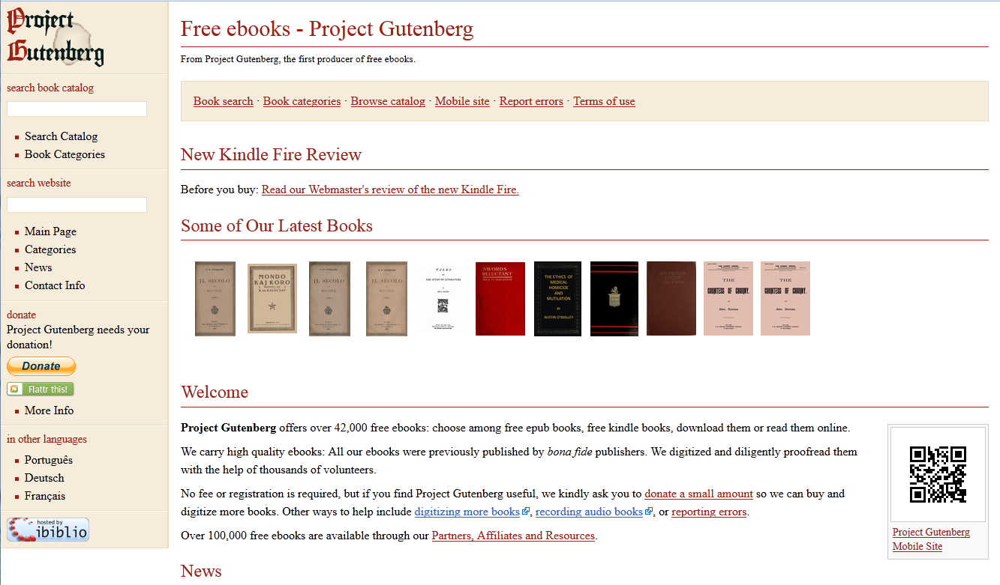 Project
Gutenberg
search book catalog
Search Catalog
Book Categories
search website
Main Page
Categories
News
Contact Info
donate
Project Gutenberg needs your
donation!
Donate
Flattr this!
More Info
in other languages
Português
Deutsch
Français
hosted by
ibiblio
Free ebooks - Project Gutenberg
From Project Gutenberg, the first producer of free ebooks.
Book search · Book categories · Browse catalog · Mobile site · Report errors · Terms of use
New Kindle Fire Review
Before you buy: Read our Webmaster's review of the new Kindle Fire.
Some of Our Latest Books
IL SECOLO
MONDO
KAJ KORO
KALOCSAY
IL SECOLO
IL SECOLO
TALKS
THE STUDY OF LITERATURE
SWORDS
RELUCTANT
THE ETHICS OF
MEDICAL
HOMICIDE
AND
MUTILATION
BY
AUSTIN O'MALLEY
THE
COUNTESS OF CHARNY.
Alex. Dumas.
THE
COUNTESS OF CHARNY.
Alex. Dumas.
Welcome
Project Gutenberg offers over 42,000 free ebooks: choose among free epub books, free kindle books, download them or read them online.
We carry high quality ebooks: All our ebooks were previously published by bona fide publishers. We digitized and diligently proofread them
with the help of thousands of volunteers.
No fee or registration is required, but if you find Project Gutenberg useful, we kindly ask you to donate a small amount so we can buy and
digitize more books. Other ways to help include digitizing more books, recording audio books, or reporting errors.
Over 100,000 free ebooks are available through our Partners, Affiliates and Resources.
Project Gutenberg
Mobile Site
News